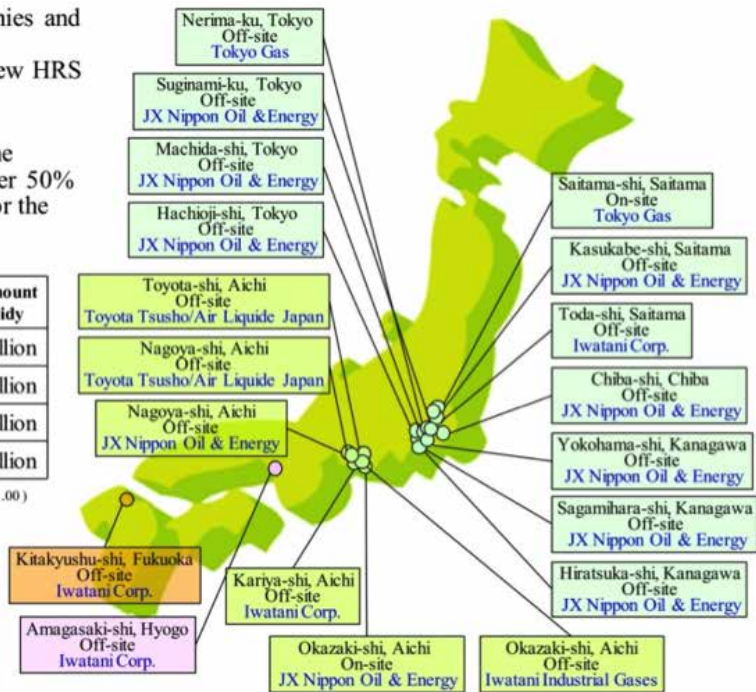 nies and
ew HRS
ne
er 50%
or the
nount
idy
llion
llion
llion
llion
.00 )
Nerima-ku, Tokyo
Off-site
Tokyo Gas
Suginami-ku, Tokyo
Off-site
JX Nippon Oil &Energy
Machida-shi, Tokyo
Off-site
JX Nippon Oil & Energy
Hachioji-shi, Tokyo
Off-site
JX Nippon Oil & Energy
Toyota-shi, Aichi
Off-site
Toyota Tsusho/Air Liquide Japan
Nagoya-shi, Aichi
Off-site
Toyota Tsusho/Air Liquide Japan
Nagoya-shi, Aichi
Off-site
JX Nippon Oil & Energy
Saitama-shi, Saitama
On-site
Tokyo Gas
Kasukabe-shi, Saitama
Off-site
JX Nippon Oil & Energy
Toda-shi, Saitama
Off-site
Iwatani Corp.
Chiba-shi, Chiba
Off-site
JX Nippon Oil & Energy
Yokohama-shi, Kanagawa
Off-site
JX Nippon Oil & Energy
Sagamihara-shi, Kanagawa
Off-site
JX Nippon Oil & Energy
Hiratsuka-shi, Kanagawa
Off-site
JX Nippon Oil & Energy
Kitakyushu-shi, Fukuoka
Off-site
Iwatani Corp.
Amagasaki-shi, Hyogo
Off-site
Iwatani Corp.
Kariya-shi, Aichi
Off-site
Iwatani Corp.
Okazaki-shi, Aichi
On-site
JX Nippon Oil & Energy
Okazaki-shi, Aichi
Off-site
Iwatani Industrial Gases